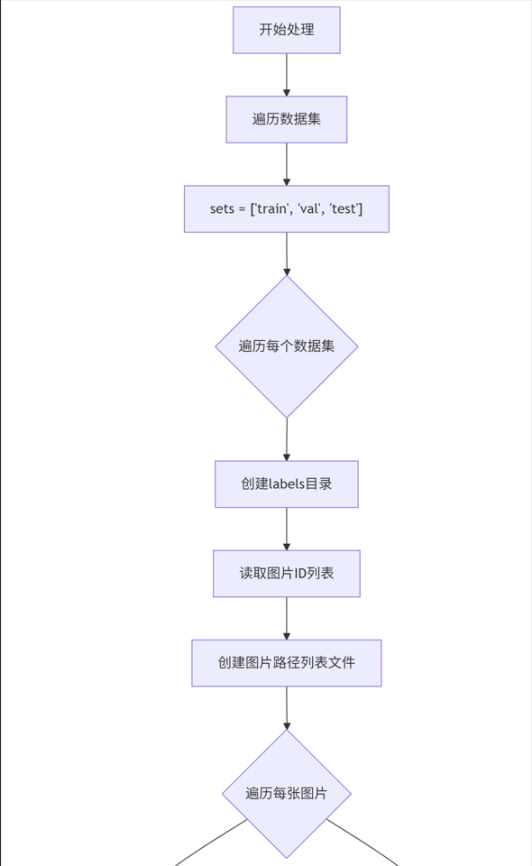 开始处理
遍历数据集
sets = ['train', 'val', 'test']
遍历每个数据集
创建labels目录
读取图片ID列表
创建图片路径列表文件
遍历每张图片